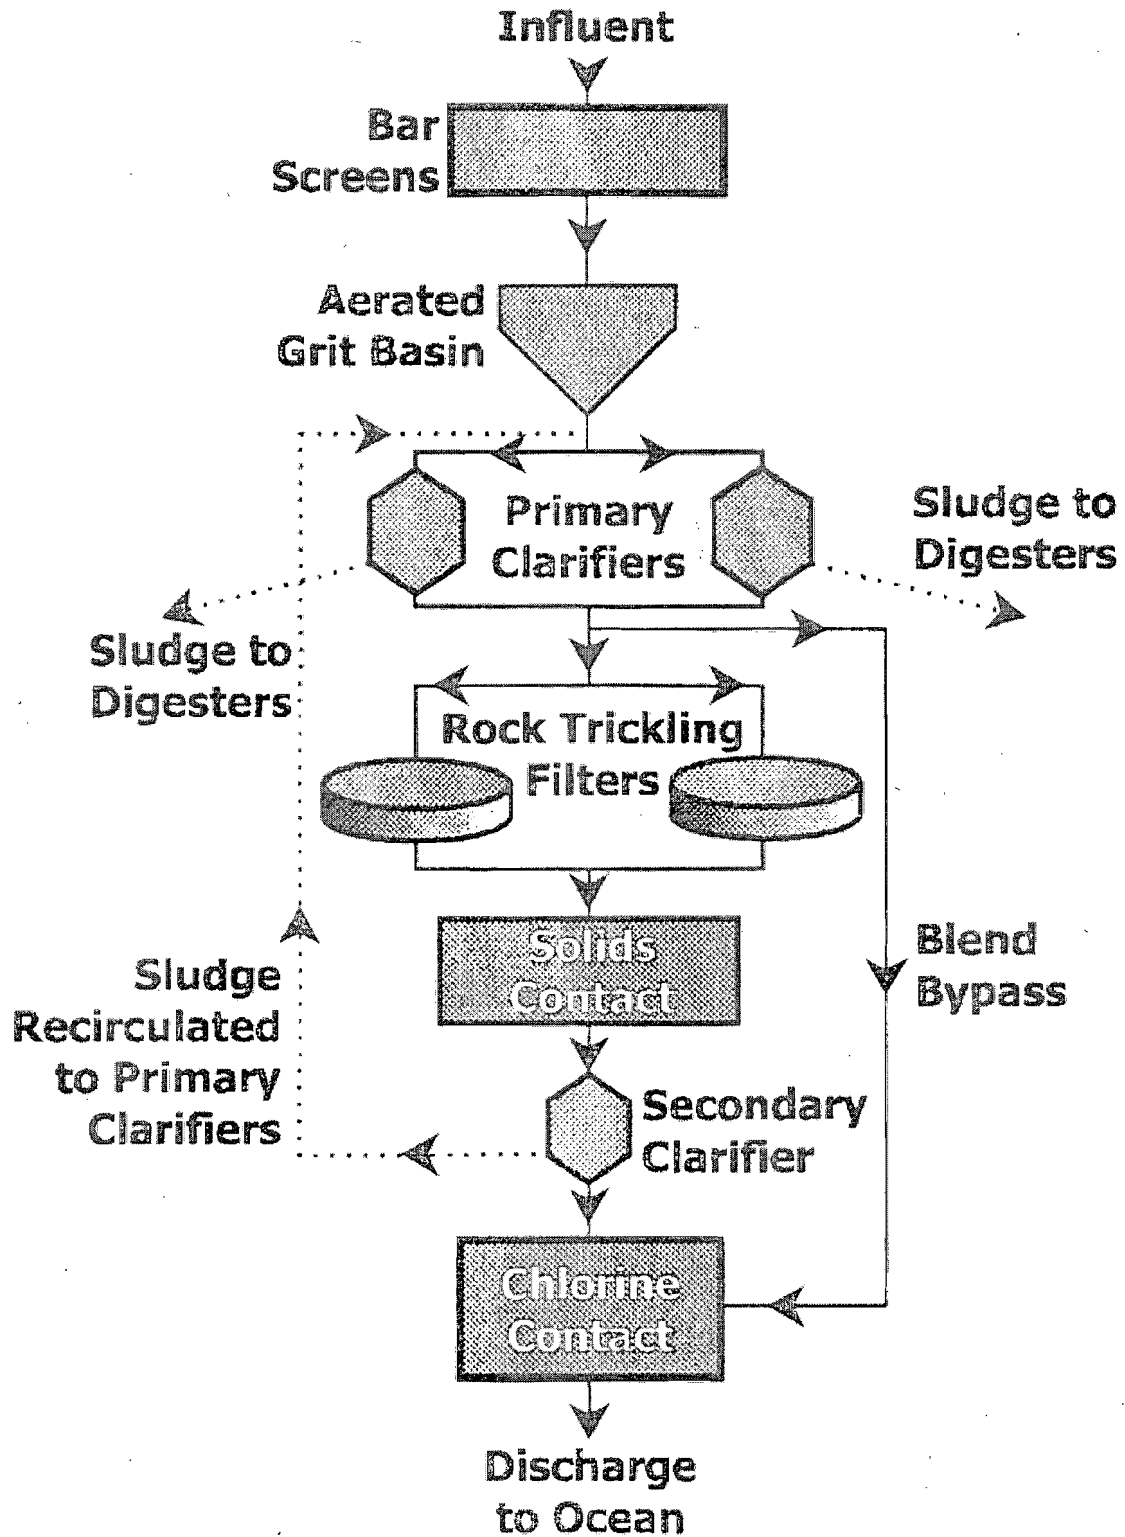 Influent
Bar
Screens
Aerated
Grit Basin
Primary
Clarifiers
Sludge to
Digesters
Sludge to
Digesters
Rock Trickling
Filters
Solids
Contact
Blend
Bypass
Sludge
Recirculated
to Primary
Clarifiers
Secondary
Clarifier
Chlorine
Contact
Discharge
to Ocean